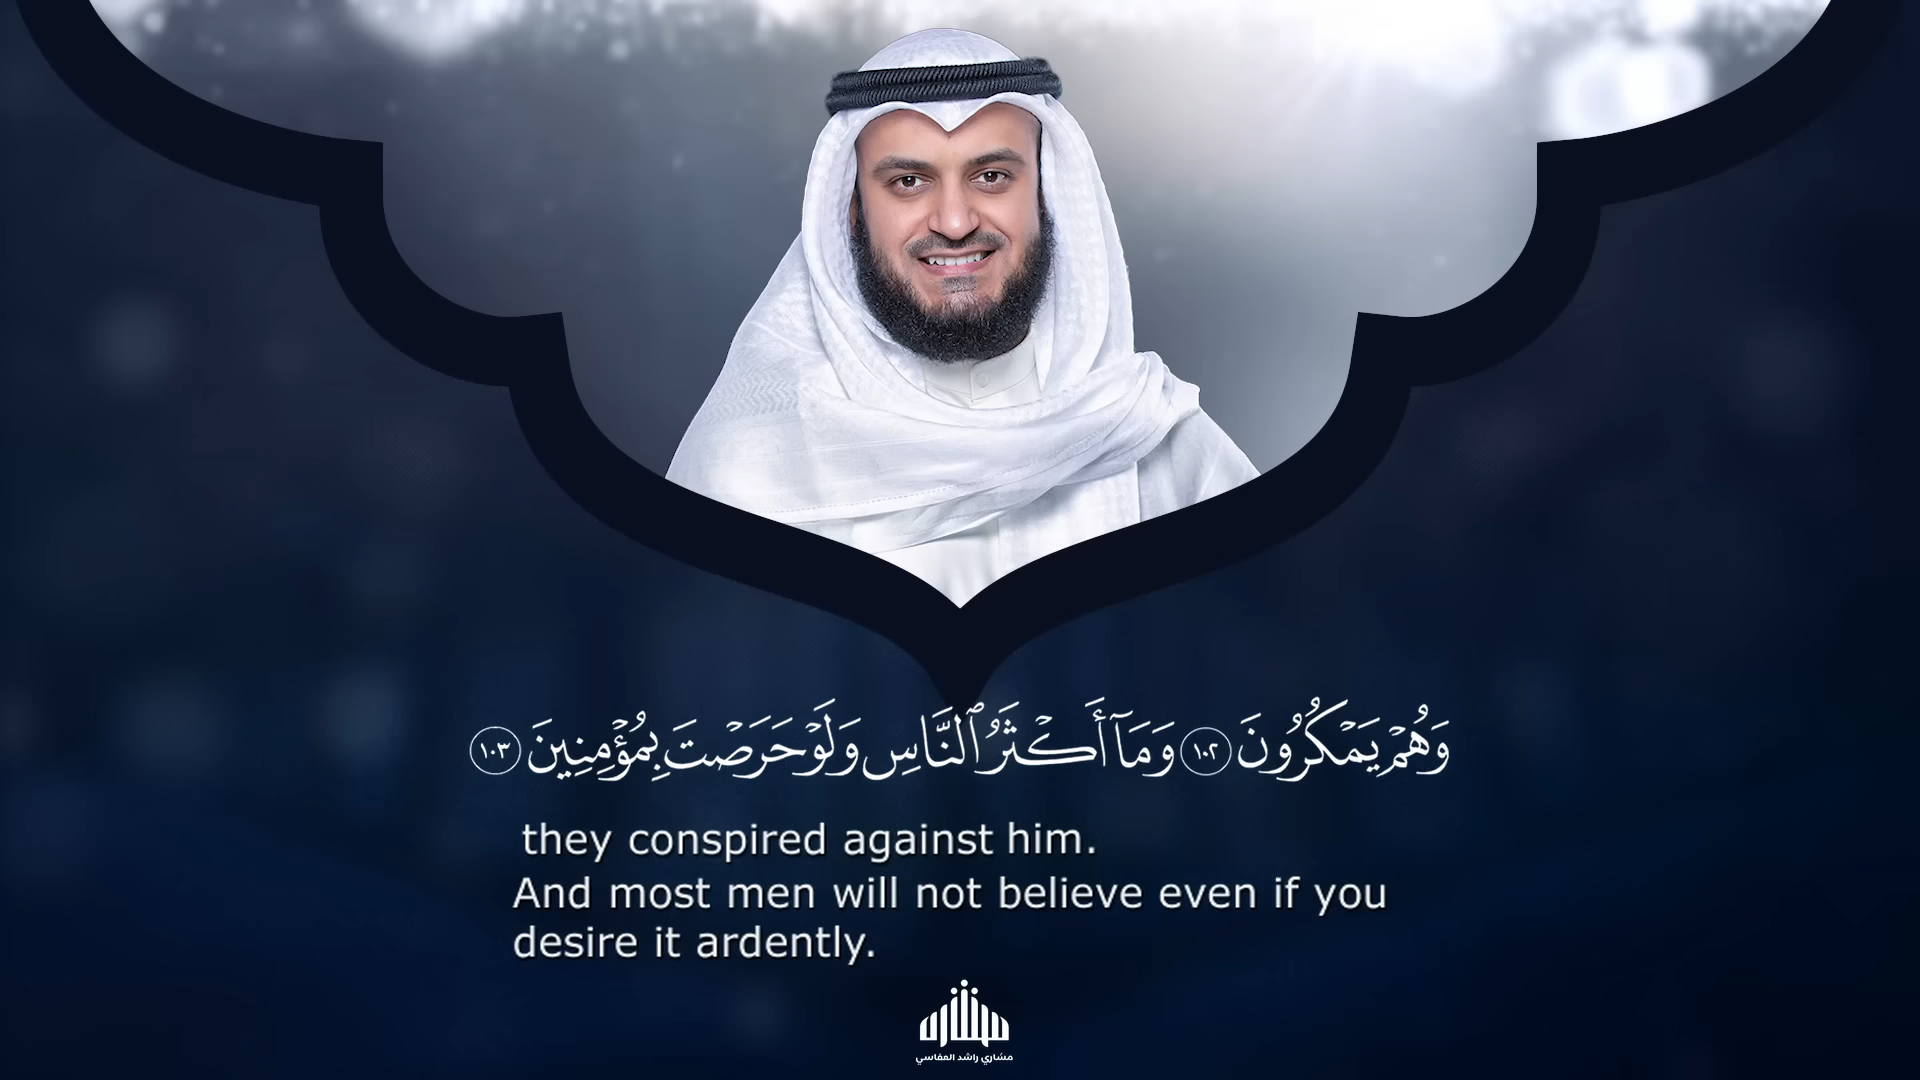 وَهُمْ يَمْكُرُونَ ١٠٢ وَمَآ أَكْثَرُ ٱلنَّاسِ وَلَوْ حَرَصْتَ بِمُؤْمِنِينَ ١٠٣
they conspired against him.
And most men will not believe even if you
desire it ardently.
مشاري راشد العفاسي